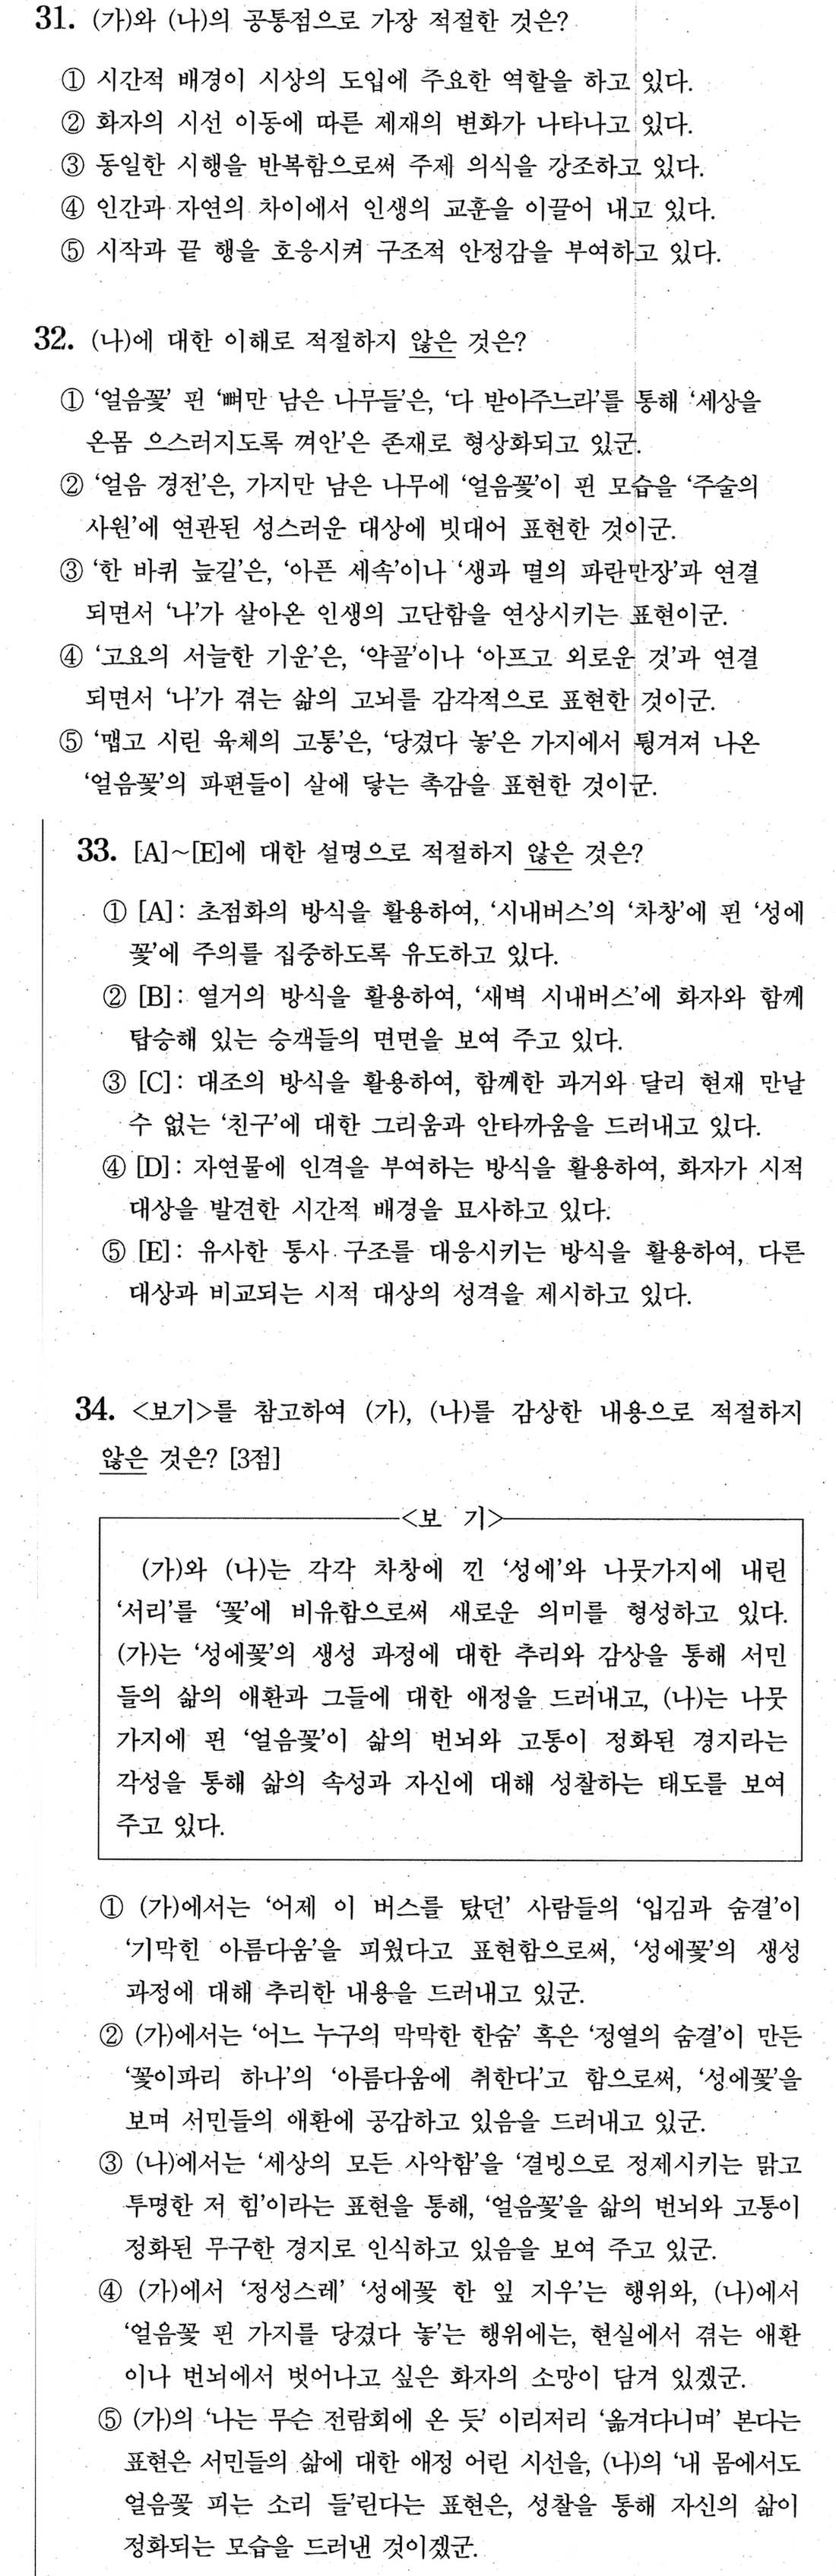 31. (가)와 (나)의 공통점으로 가장 적절한 것은?
① 시간적 배경이 시상의 도입에 주요한 역할을 하고 있다.
② 화자의 시선 이동에 따른 제재의 변화가 나타나고 있다.
③ 동일한 시행을 반복함으로써 주제 의식을 강조하고 있다.
④ 인간과 자연의 차이에서 인생의 교훈을 이끌어 내고 있다.
⑤ 시작과 끝 행을 호응시켜 구조적 안정감을 부여하고 있다.
32. (나)에 대한 이해로 적절하지 않은 것은?
① ‘얼음꽃’ 핀 ‘뼈만 남은 나무들’은, ‘다 받아주느라’를 통해 ‘세상을
온몸 으스러지도록 껴안’은 존재로 형상화되고 있군.
② ‘얼음 경전’은, 가지만 남은 나무에 ‘얼음꽃’이 핀 모습을 ‘주술의
사원’에 연관된 성스러운 대상에 빗대어 표현한 것이군.
③ ‘한 바퀴 늪길’은, ‘아픈 세속’이나 ‘생과 멸의 파란만장’과 연결
되면서 ‘나’가 살아온 인생의 고단함을 연상시키는 표현이군.
④ ‘고요의 서늘한 기운’은, ‘약골’이나 ‘아프고 외로운 것’과 연결
되면서 ‘나’가 겪는 삶의 고뇌를 감각적으로 표현한 것이군.
⑤ ‘맵고 시린 육체의 고통’은, ‘당겼다 놓’은 가지에서 튕겨져 나온
‘얼음꽃’의 파편들이 살에 닿는 촉감을 표현한 것이군.
33. [A]~[E]에 대한 설명으로 적절하지 않은 것은?
① [A]: 초점화의 방식을 활용하여, ‘시내버스’의 ‘차창’에 핀 ‘성에
꽃’에 주의를 집중하도록 유도하고 있다.
② [B]: 열거의 방식을 활용하여, ‘새벽 시내버스’에 화자와 함께
탑승해 있는 승객들의 면면을 보여 주고 있다.
③ [C]: 대조의 방식을 활용하여, 함께한 과거와 달리 현재 만날
수 없는 ‘친구’에 대한 그리움과 안타까움을 드러내고 있다.
④ [D]: 자연물에 인격을 부여하는 방식을 활용하여, 화자가 시적
대상을 발견한 시간적 배경을 묘사하고 있다.
⑤ [E]: 유사한 통사 구조를 대응시키는 방식을 활용하여, 다른
대상과 비교되는 시적 대상의 성격을 제시하고 있다.
34. <보기>를 참고하여 (가), (나)를 감상한 내용으로 적절하지
않은 것은? [3점]
<보 기>
(가)와 (나)는 각각 차창에 낀 ‘성에’와 나뭇가지에 내린
‘서리’를 ‘꽃’에 비유함으로써 새로운 의미를 형성하고 있다.
(가)는 ‘성에꽃’의 생성 과정에 대한 추리와 감상을 통해 서민
들의 삶의 애환과 그들에 대한 애정을 드러내고, (나)는 나뭇
가지에 핀 ‘얼음꽃’이 삶의 번뇌와 고통이 정화된 경지라는
각성을 통해 삶의 속성과 자신에 대해 성찰하는 태도를 보여
주고 있다.
① (가)에서는 ‘어제 이 버스를 탔던’ 사람들의 ‘입김과 숨결’이
‘기막힌 아름다움’을 피웠다고 표현함으로써, ‘성에꽃’의 생성
과정에 대해 추리한 내용을 드러내고 있군.
② (가)에서는 ‘어느 누구의 막막한 한숨’ 혹은 ‘정열의 숨결’이 만든
‘꽃이파리 하나’의 ‘아름다움에 취한다’고 함으로써, ‘성에꽃’을
보며 서민들의 애환에 공감하고 있음을 드러내고 있군.
③ (나)에서는 ‘세상의 모든 사악함’을 ‘결빙으로 정제시키는 맑고
투명한 저 힘’이라는 표현을 통해, ‘얼음꽃’을 삶의 번뇌와 고통이
정화된 무구한 경지로 인식하고 있음을 보여 주고 있군.
④ (가)에서 ‘정성스레’ ‘성에꽃 한 잎 지우’는 행위와, (나)에서
‘얼음꽃 핀 가지를 당겼다 놓’는 행위에는, 현실에서 겪는 애환
이나 번뇌에서 벗어나고 싶은 화자의 소망이 담겨 있겠군.
⑤ (가)의 ‘나는 무슨 전람회에 온 듯’ 이리저리 ‘옮겨다니며’ 본다는
표현은 서민들의 삶에 대한 애정 어린 시선을, (나)의 ‘내 몸에서도
얼음꽃 피는 소리 들’린다는 표현은, 성찰을 통해 자신의 삶이
정화되는 모습을 드러낸 것이겠군.